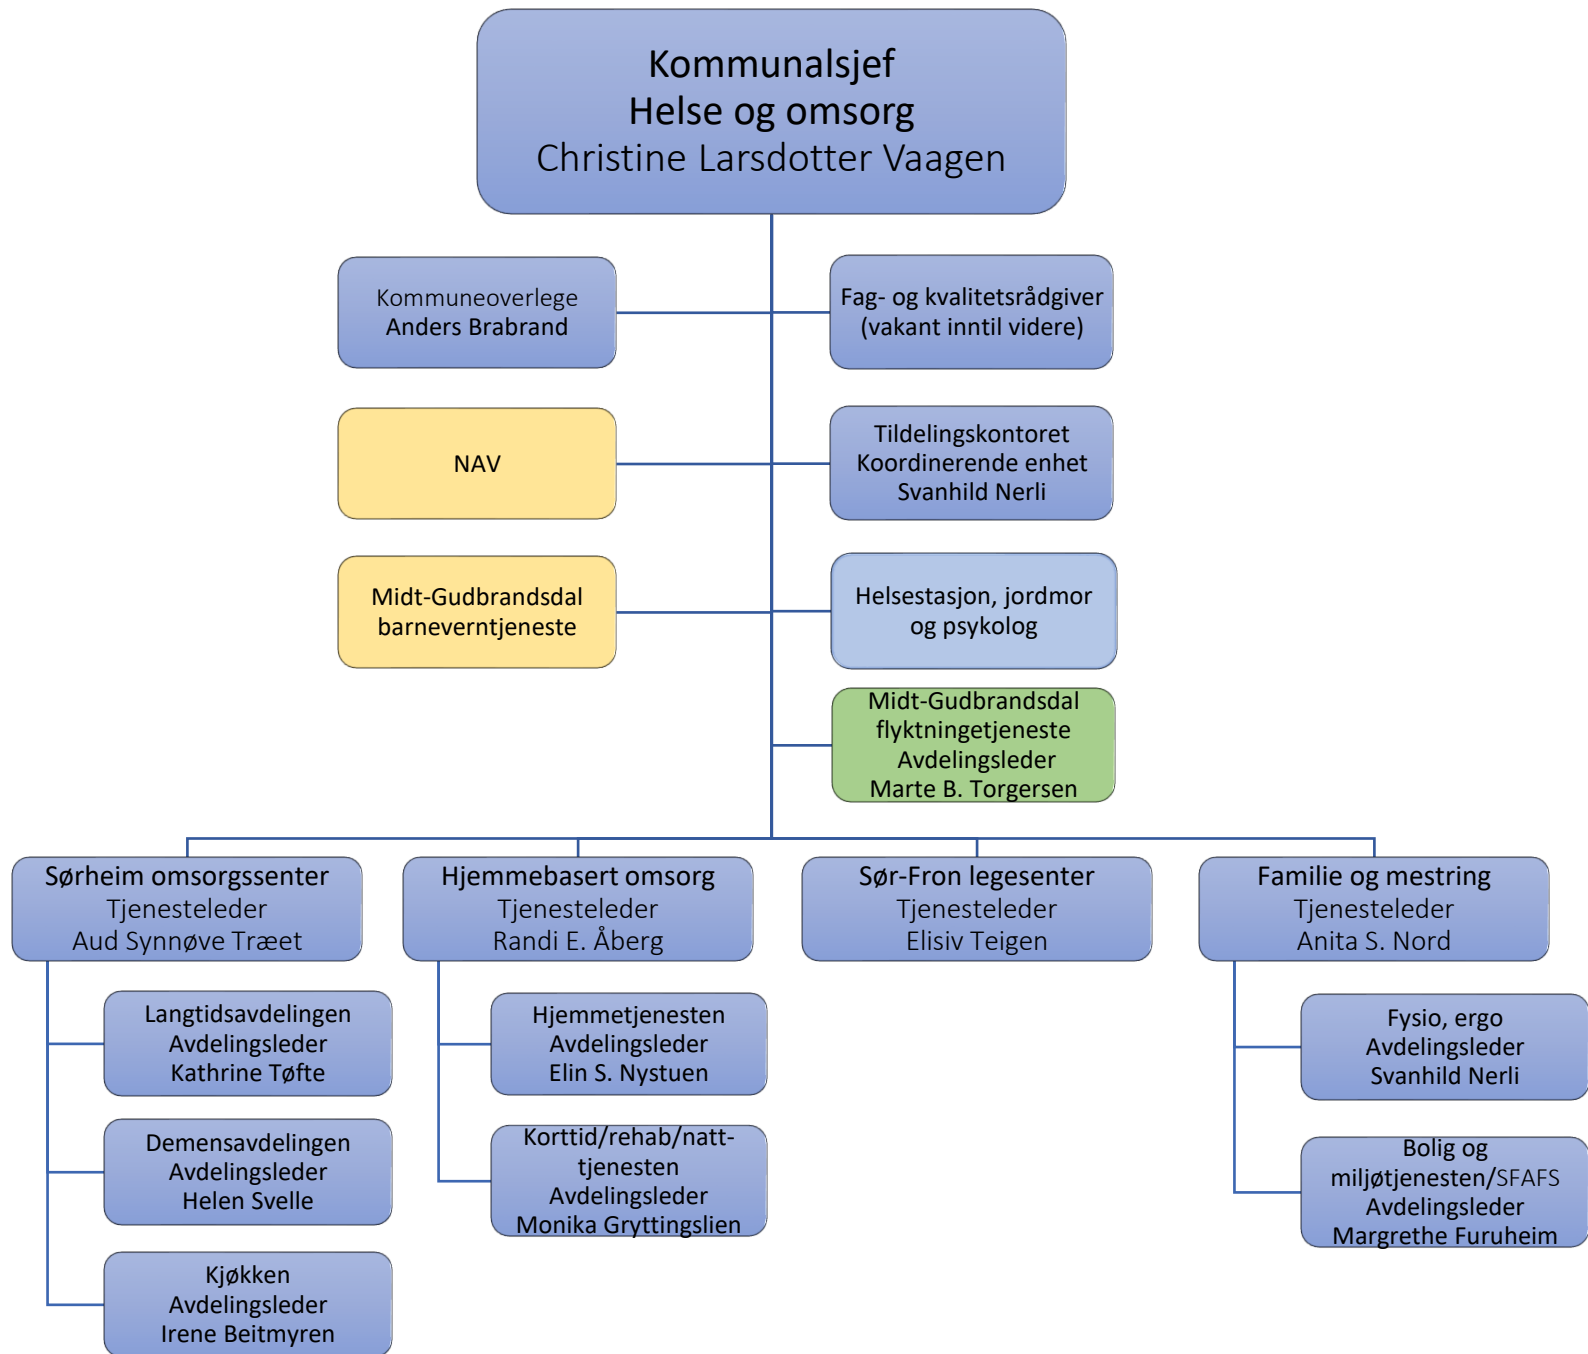 Kommunalsjef
Helse og omsorg
Christine Larsdotter Vaagen
Kommuneoverlege
Anders Brabrand
Fag- og kvalitetsrådgiver
(vakant inntil videre)
NAV
Tildelingskontoret
Koordinerende enhet
Svanhild Nerli
Midt-Gudbrandsdal
barneverntjeneste
Helsestasjon, jordmor
og psykolog
Midt-Gudbrandsdal
flyktningetjeneste
Avdelingsleder
Marte B. Torgersen
Sørheim omsorgssenter
Tjenesteleder
Aud Synnøve Træet
Langtidsavdelingen
Avdelingsleder
Kathrine Tøfte
Demensavdelingen
Avdelingsleder
Helen Svelle
Kjøkken
Avdelingsleder
Irene Beitmyren
Hjemmebasert omsorg
Tjenesteleder
Randi E. Åberg
Hjemmetjenesten
Avdelingsleder
Elin S. Nystuen
Korttid/rehab/natt-
tjenesten
Avdelingsleder
Monika Gryttingslien
Sør-Fron legesenter
Tjenesteleder
Elisiv Teigen
Familie og mestring
Tjenesteleder
Anita S. Nord
Fysio, ergo
Avdelingsleder
Svanhild Nerli
Bolig og
miljøtjenesten/SFAFS
Avdelingsleder
Margrethe Furuheim